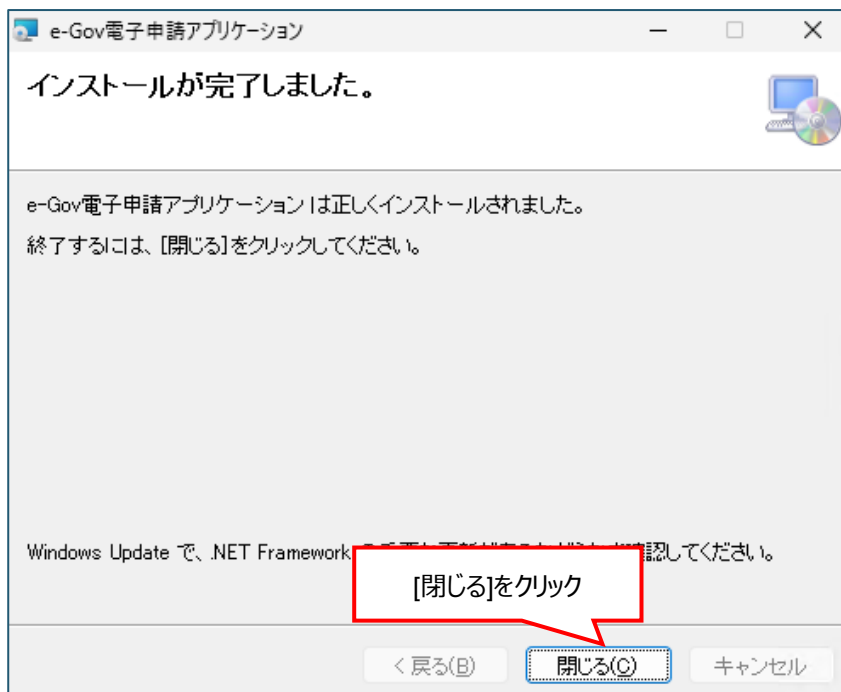 e-Gov電子申請アプリケーション
インストールが完了しました。
e-Gov電子申請アプリケーション は正しくインストールされました。
終了するには、[閉じる]をクリックしてください。
Windows Update で、.NET Framework 確認してください。
[閉じる]をクリック
< 戻る(B) 閉じる(C) キャンセル